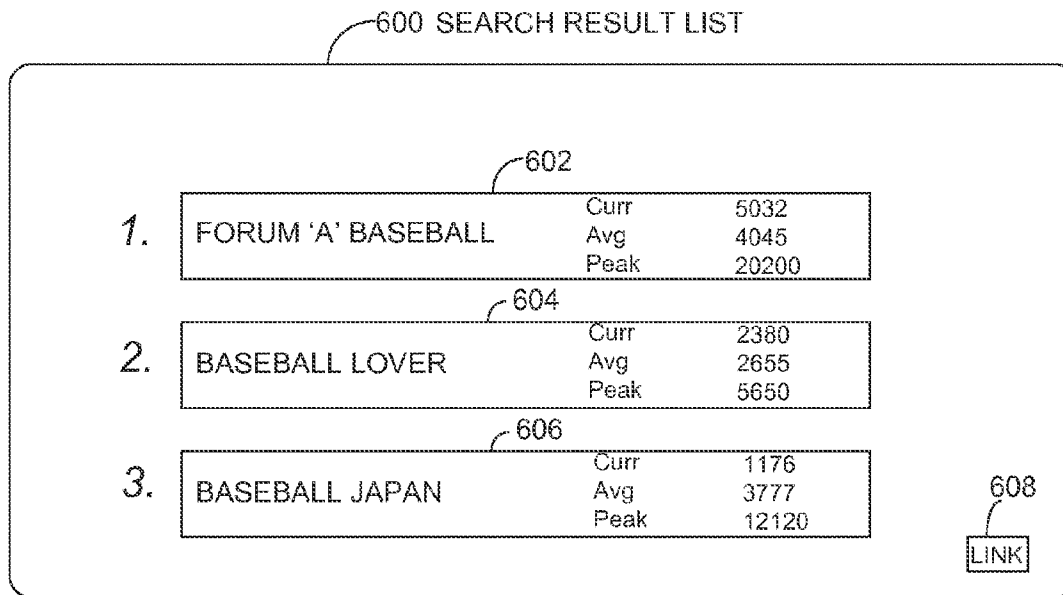 600 SEARCH RESULT LIST
602
1. FORUM 'A' BASEBALL Curr 5032
Avg 4045
Peak 20200
604
2. BASEBALL LOVER Curr 2380
Avg 2655
Peak 5650
606
3. BASEBALL JAPAN Curr 1176
Avg 3777
Peak 12120
608
LINK